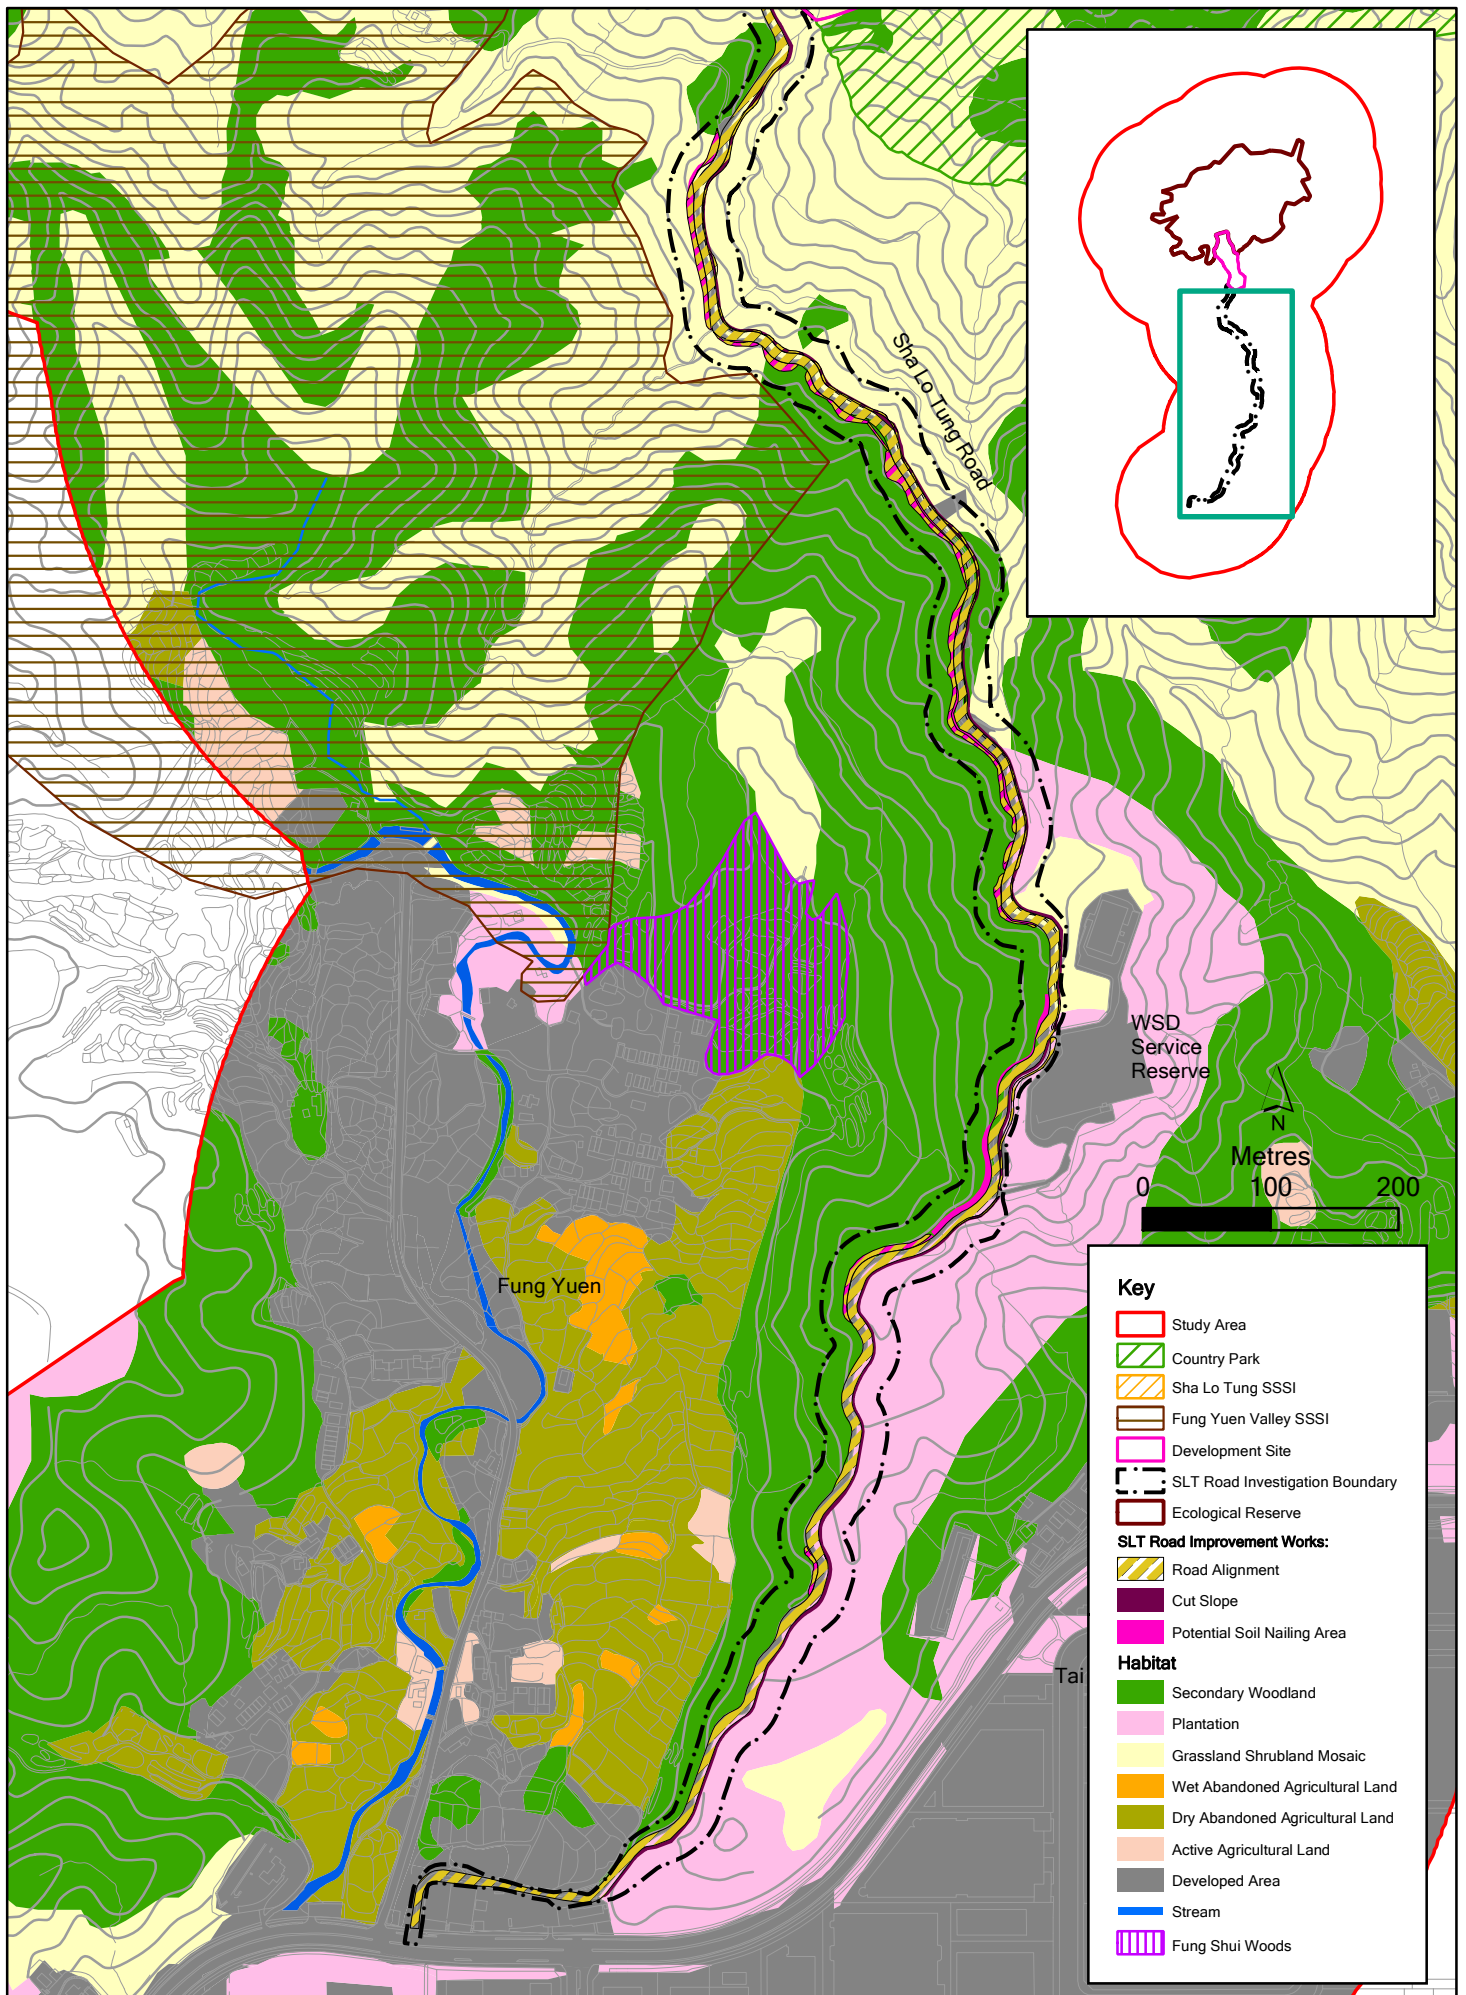 Sha Lo Tung Road
WSD
Service
Reserve
N
Metres
0 100 200
Fung Yuen
Tai
Key
Study Area
Country Park
Sha Lo Tung SSSI
Fung Yuen Valley SSSI
Development Site
SLT Road Investigation Boundary
Ecological Reserve
SLT Road Improvement Works:
Road Alignment
Cut Slope
Potential Soil Nailing Area
Habitat
Secondary Woodland
Plantation
Grassland Shrubland Mosaic
Wet Abandoned Agricultural Land
Dry Abandoned Agricultural Land
Active Agricultural Land
Developed Area
Stream
Fung Shui Woods